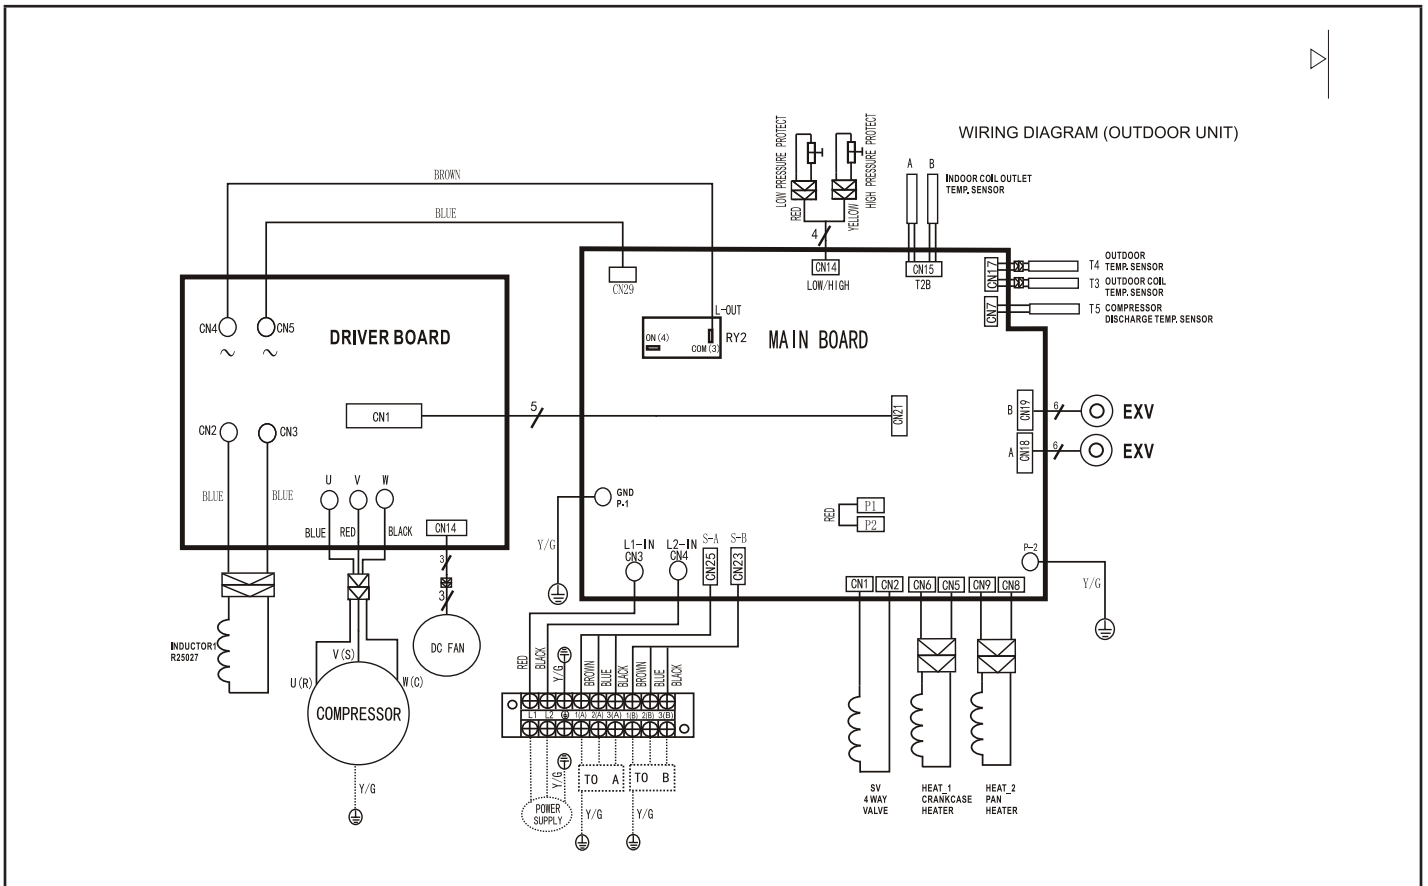 WIRING DIAGRAM (OUTDOOR UNIT)
LOW PRESSURE PROTECT
HIGH PRESSURE PROTECT
RED
YELLOW
4
CN14
LOW/HIGH
A B
INDOOR COIL OUTLET
TEMP. SENSOR
CN15
T2B
CN17
T4 OUTDOOR
TEMP. SENSOR
T3 OUTDOOR COIL
TEMP. SENSOR
CN7
T5 COMPRESSOR
DISCHARGE TEMP. SENSOR
BROWN
BLUE
CN29
L-OUT
ON(4)
COM(3)
RY2
MAIN BOARD
DRIVER BOARD
CN4
CN5
~ ~
CN1
5
CN21
B
CN19
6
EXV
A
CN18
6
EXV
CN2
CN3
BLUE
BLUE
U V W
BLUE
RED
BLACK
CN14
3
3
DC FAN
GND
P-1
Y/G
RED
P1
P2
L1-IN
CN3
L2-IN
CN4
S-A
CN25
S-B
CN23
P-2
Y/G
CN1
CN2
CN6
CN5
CN9
CN8
INDUCTOR1
R25027
V(S)
U(R)
W(C)
COMPRESSOR
Y/G
RED
BLACK
Y/G
BROWN
BLUE
BLACK
BROWN
BLUE
BLACK
L1 L2 1(A) 2(A) 3(A) 1(B) 2(B) 3(B)
Y/G
TO A
TO B
POWER
SUPPLY
Y/G
Y/G
SV
4 WAY
VALVE
HEAT_1
CRANKCASE
HEATER
HEAT_2
PAN
HEATER